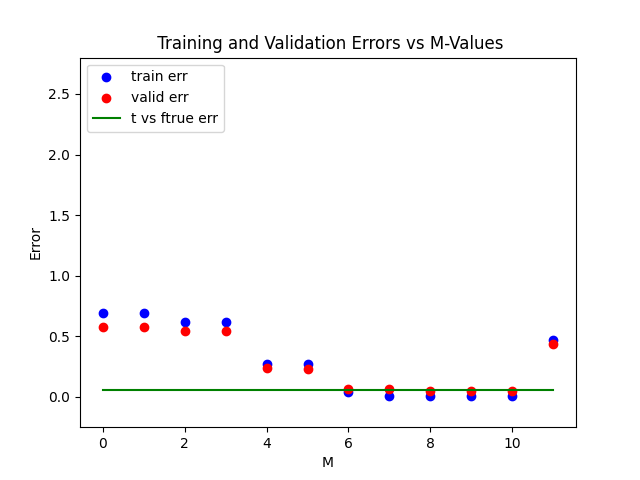 Training and Validation Errors vs M-Values
train err
valid err
t vs ftrue err
2.5
2.0
1.5
1.0
0.5
0.0
Error
0 2 4 6 8 10
M